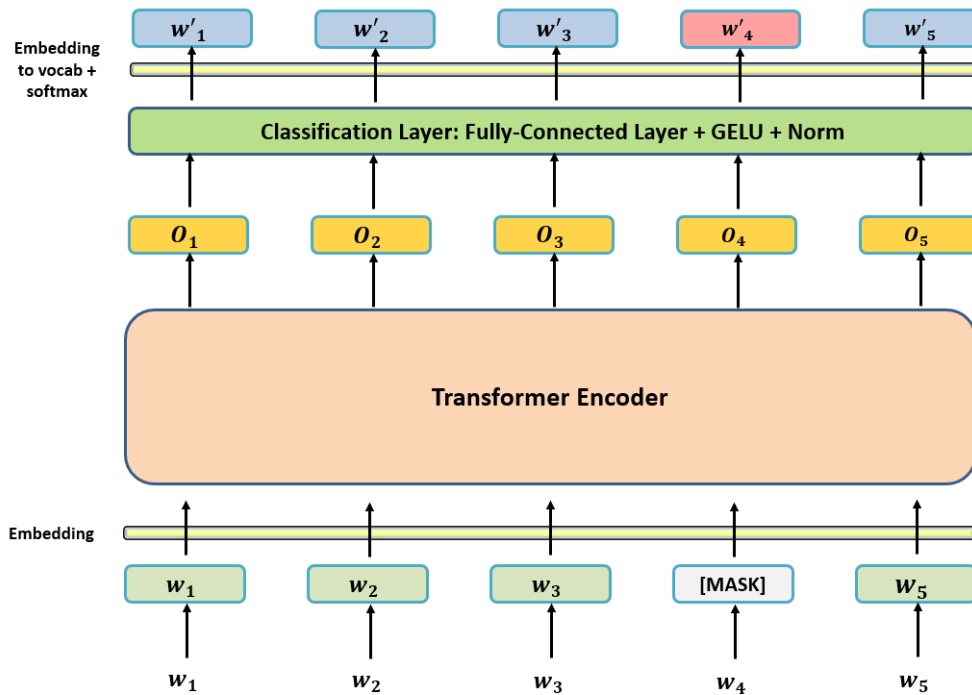 w'₁ w'₂ w'₃ w'₄ w'₅
Embedding
to vocab +
softmax
Classification Layer: Fully-Connected Layer + GELU + Norm
O₁ O₂ O₃ O₄ O₅
Transformer Encoder
Embedding
w₁ w₂ w₃ [MASK] w₅
w₁ w₂ w₃ w₄ w₅